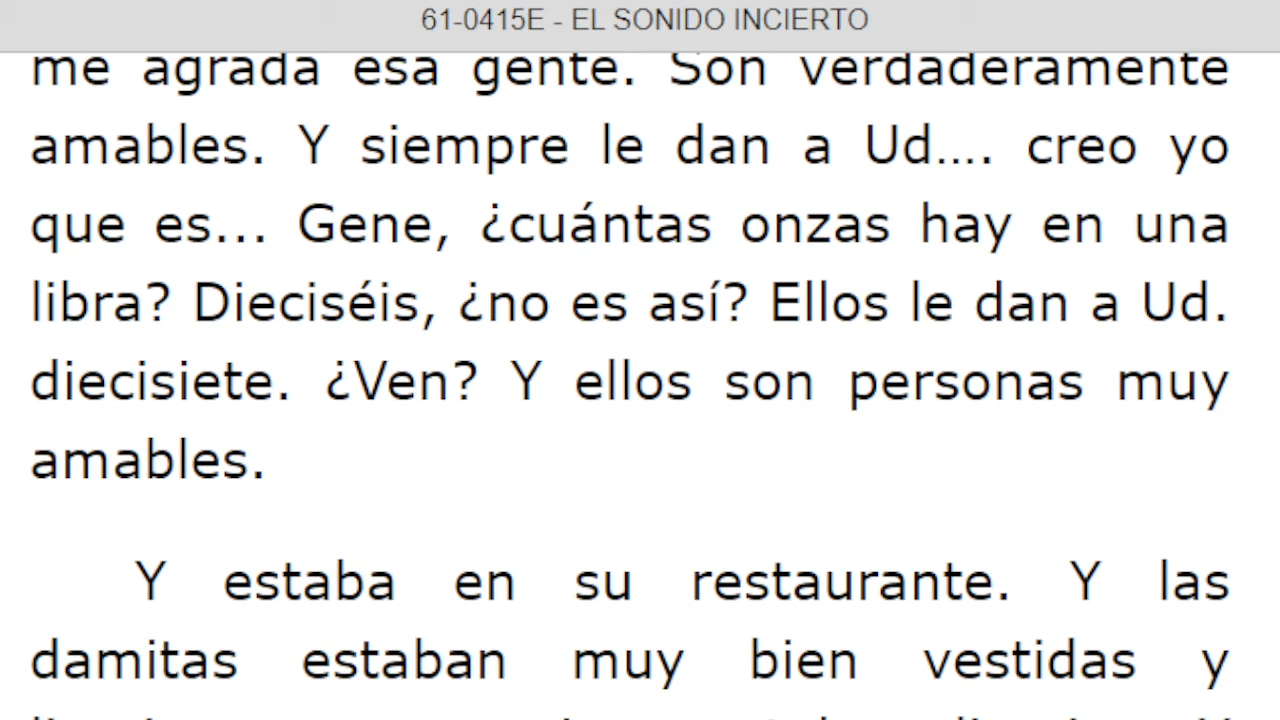 61-0415E - EL SONIDO INCIERTO
me agrada esa gente. Son verdaderamente
amables. Y siempre le dan a Ud.... creo yo
que es... Gene, ¿cuántas onzas hay en una
libra? Dieciséis, ¿no es así? Ellos le dan a Ud.
diecisiete. ¿Ven? Y ellos son personas muy
amables.
Y estaba en su restaurante. Y las
damitas estaban muy bien vestidas y